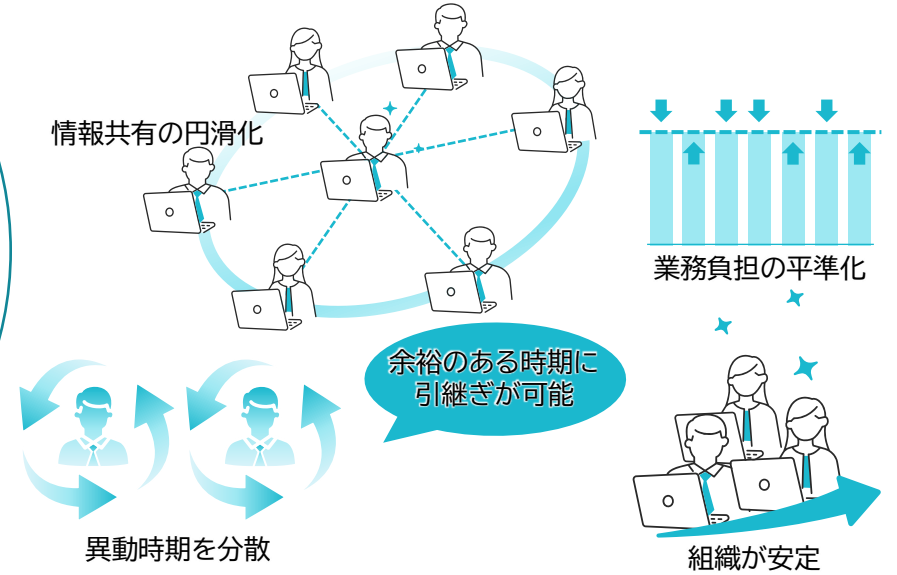 情報共有の円滑化
業務負担の平準化
余裕のある時期に
引継ぎが可能
異動時期を分散
組織が安定